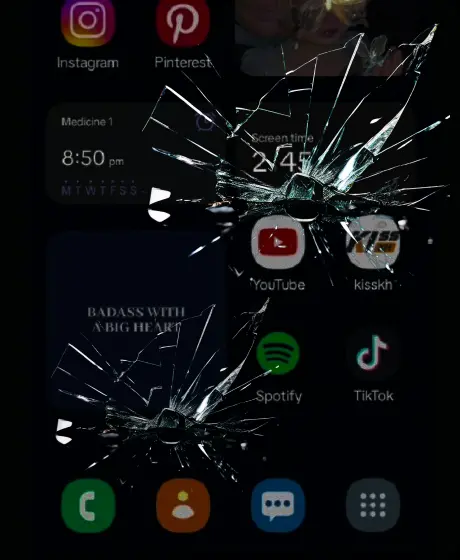 Instagram
Pinterest
Medicine 1
8:50 pm
M T W T F S S
Screen time
2/45
BADASS WITH
A BIG HEART
YouTube
kisskh
Spotify
TikTok